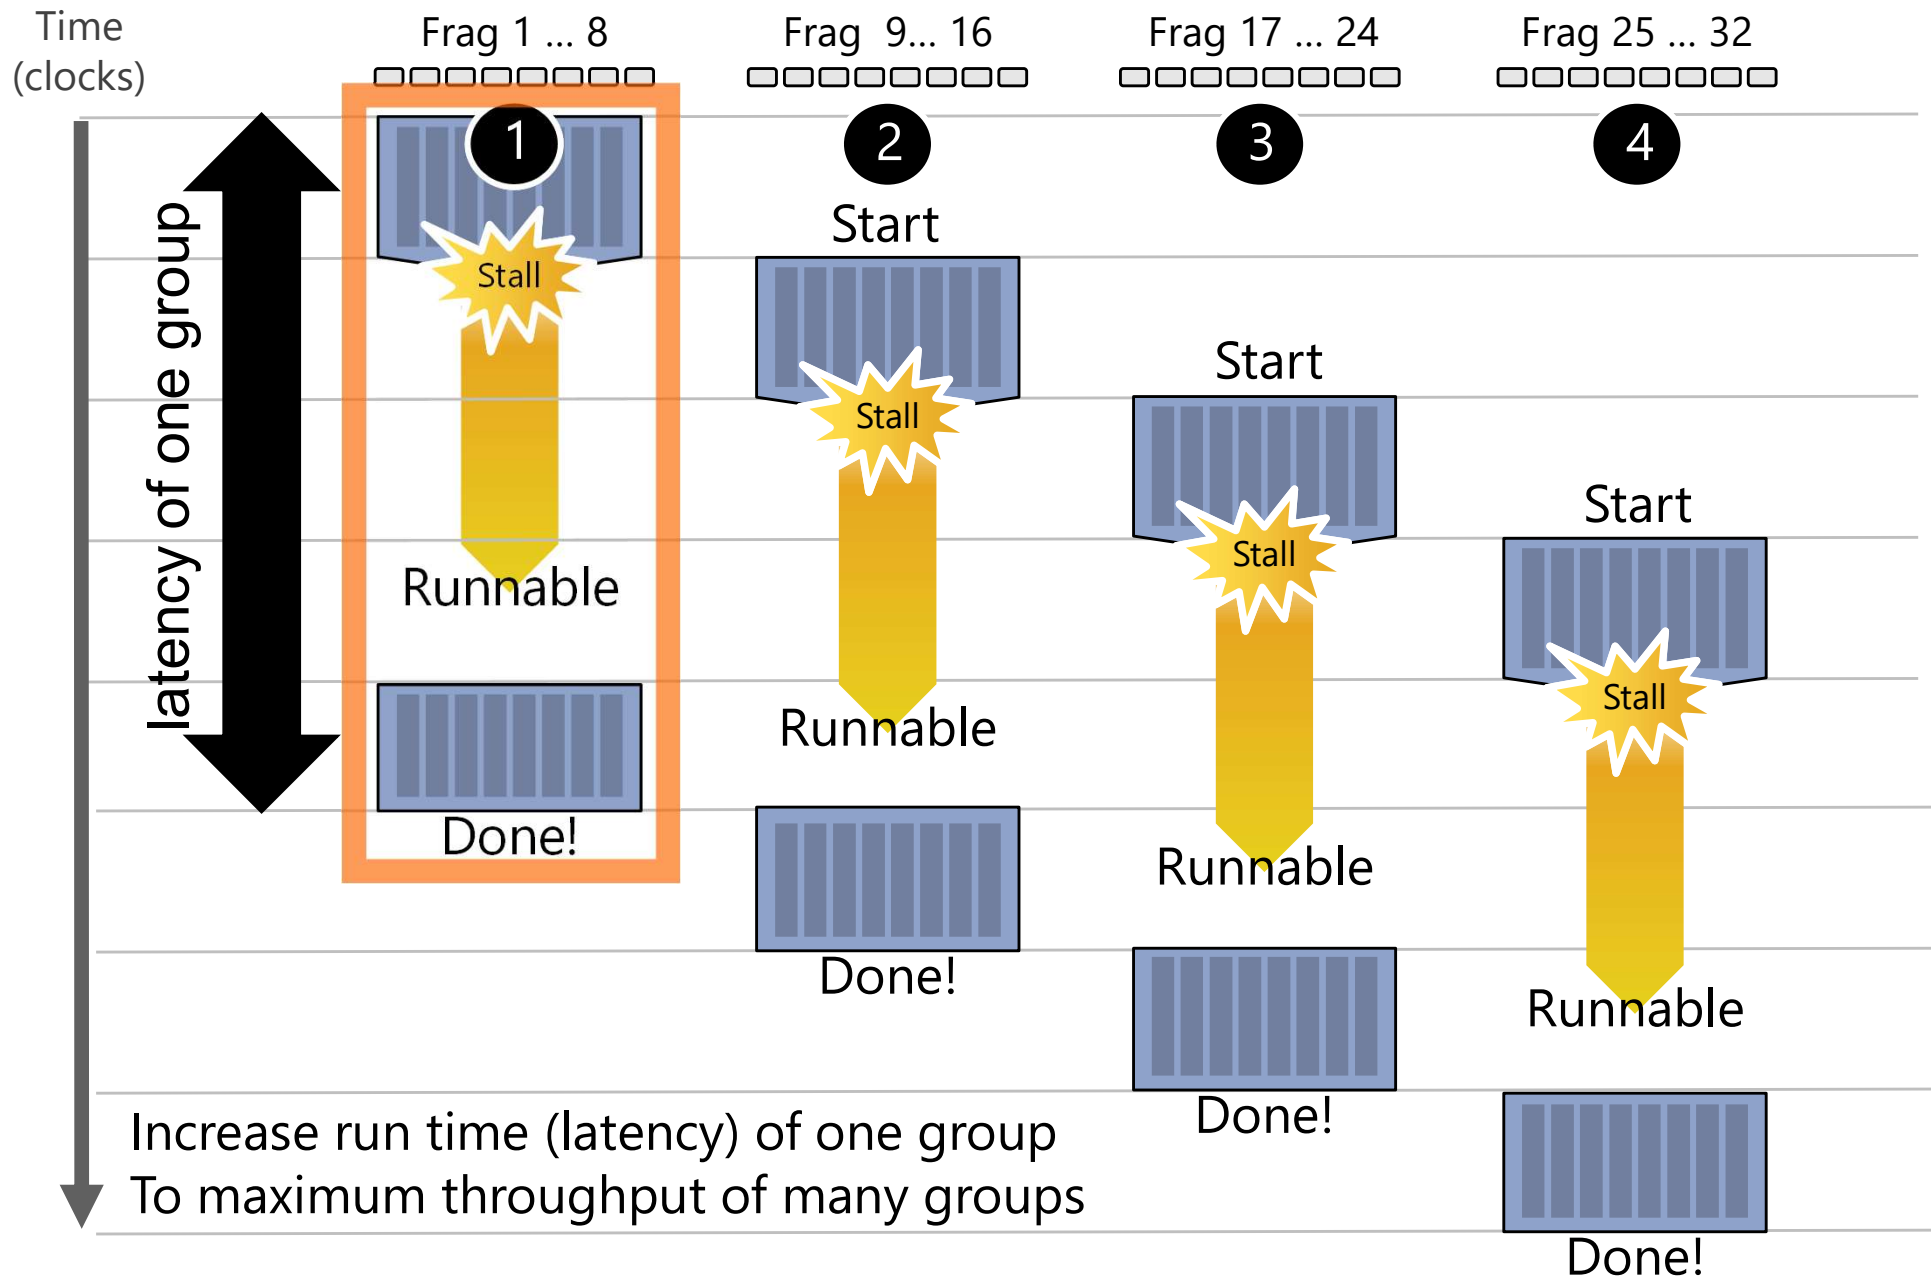 Time
(clocks)
Frag 1 ... 8
Frag  9... 16
Frag 17 ... 24
Frag 25 ... 32
1
2
3
4
latency of one group
Start
Stall
Start
Stall
Start
Stall
Runnable
Stall
Runnable
Done!
Runnable
Done!
Runnable
Done!
Increase run time (latency) of one group
To maximum throughput of many groups
Done!